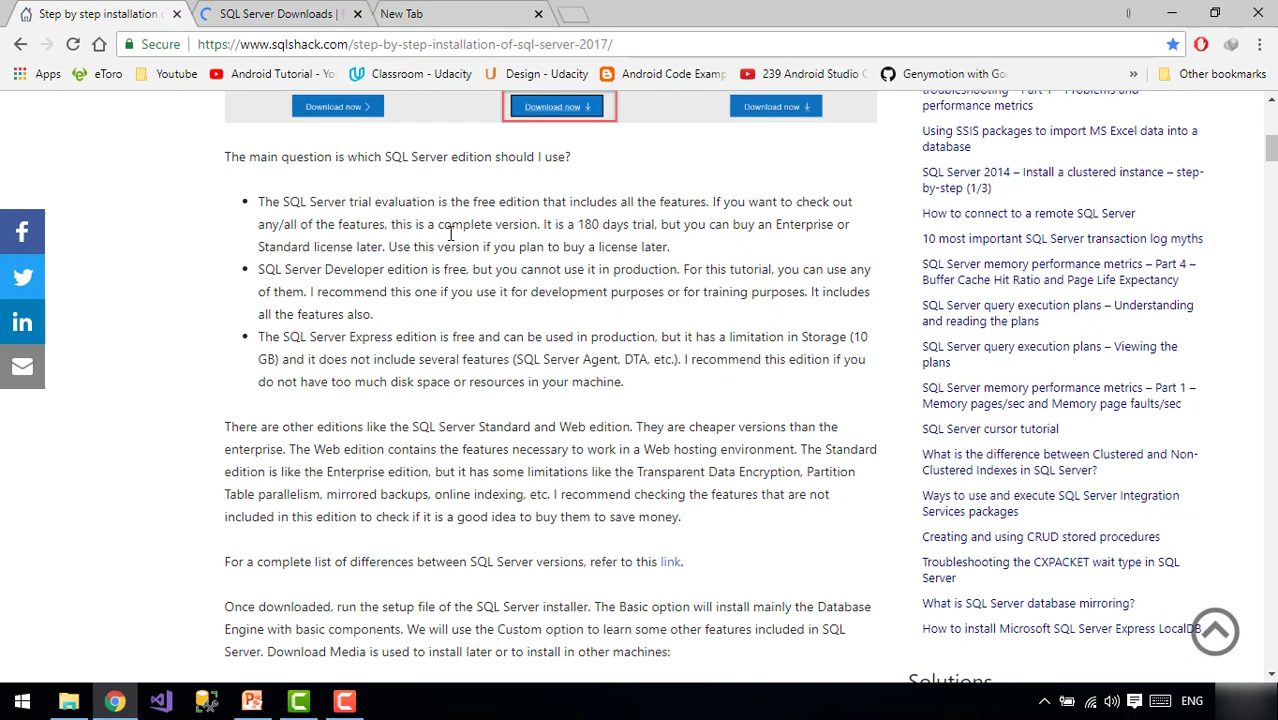 Step by step installation o
SQL Server Downloads | M
New Tab
Secure
https://www.sqlshack.com/step-by-step-installation-of-sql-server-2017/
Apps
eToro
Youtube
Android Tutorial - Yo
Classroom - Udacity
Design - Udacity
Android Code Examp
239 Android Studio C
Genymotion with Go
»
Other bookmarks
Download now
Download now
Download now
The main question is which SQL Server edition should I use?
The SQL Server trial evaluation is the free edition that includes all the features. If you want to check out
any/all of the features, this is a complete version. It is a 180 days trial, but you can buy an Enterprise or
Standard license later. Use this version if you plan to buy a license later.
SQL Server Developer edition is free, but you cannot use it in production. For this tutorial, you can use any
of them. I recommend this one if you use it for development purposes or for training purposes. It includes
all the features also.
The SQL Server Express edition is free and can be used in production, but it has a limitation in Storage (10
GB) and it does not include several features (SQL Server Agent, DTA, etc.). I recommend this edition if you
do not have too much disk space or resources in your machine.
There are other editions like the SQL Server Standard and Web edition. They are cheaper versions than the
enterprise. The Web edition contains the features necessary to work in a Web hosting environment. The Standard
edition is like the Enterprise edition, but it has some limitations like the Transparent Data Encryption, Partition
Table parallelism, mirrored backups, online indexing, etc. I recommend checking the features that are not
included in this edition to check if it is a good idea to buy them to save money.
For a complete list of differences between SQL Server versions, refer to this link.
Once downloaded, run the setup file of the SQL Server installer. The Basic option will install mainly the Database
Engine with basic components. We will use the Custom option to learn some other features included in SQL
Server. Download Media is used to install later or to install in other machines:
troubleshooting – Part 1 – Problems and
performance metrics
Using SSIS packages to import MS Excel data into a
database
SQL Server 2014 – Install a clustered instance – step-
by-step (1/3)
How to connect to a remote SQL Server
10 most important SQL Server transaction log myths
SQL Server memory performance metrics – Part 4 –
Buffer Cache Hit Ratio and Page Life Expectancy
SQL Server query execution plans – Understanding
and reading the plans
SQL Server query execution plans – Viewing the
plans
SQL Server memory performance metrics – Part 1 –
Memory pages/sec and Memory page faults/sec
SQL Server cursor tutorial
What is the difference between Clustered and Non-
Clustered Indexes in SQL Server?
Ways to use and execute SQL Server Integration
Services packages
Creating and using CRUD stored procedures
Troubleshooting the CXPACKET wait type in SQL
Server
What is SQL Server database mirroring?
How to install Microsoft SQL Server Express LocalDB
Solutions
ENG